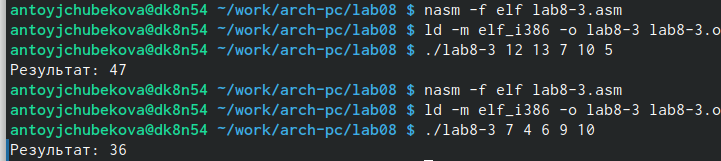 antoyjchubekova@dk8n54 ~/work/arch-pc/lab08 $ nasm -f elf lab8-3.asm
antoyjchubekova@dk8n54 ~/work/arch-pc/lab08 $ ld -m elf_i386 -o lab8-3 lab8-3.o
antoyjchubekova@dk8n54 ~/work/arch-pc/lab08 $ ./lab8-3 12 13 7 10 5
Результат: 47
antoyjchubekova@dk8n54 ~/work/arch-pc/lab08 $ nasm -f elf lab8-3.asm
antoyjchubekova@dk8n54 ~/work/arch-pc/lab08 $ ld -m elf_i386 -o lab8-3 lab8-3.o
antoyjchubekova@dk8n54 ~/work/arch-pc/lab08 $ ./lab8-3 7 4 6 9 10
Результат: 36